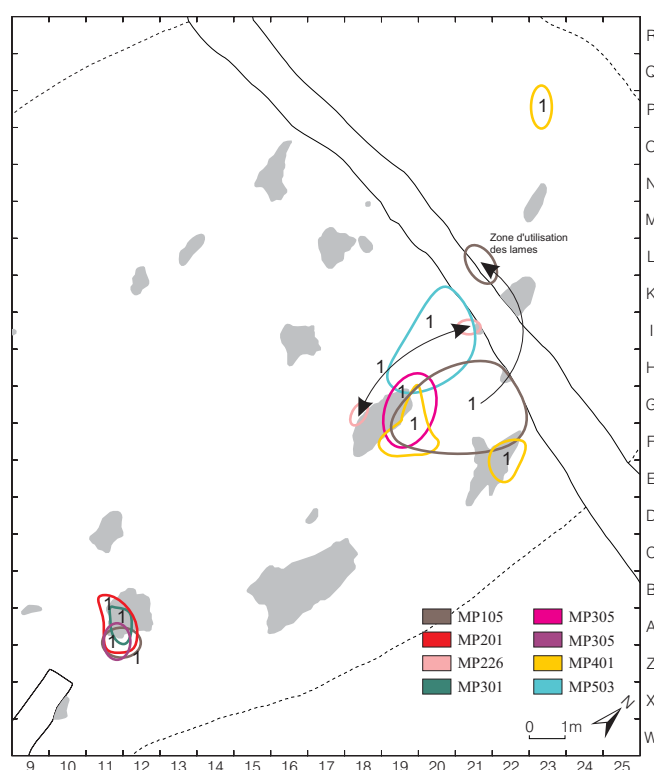 R
Q
P
O
N
M
L
K
I
H
G
F
E
D
C
B
A
Z
X
W
1
Zone d'utilisation
des lames
1
1
1
1
1
1
1
1
1
1
MP105
MP201
MP226
MP301
MP305
MP305
MP401
MP503
0 1m
N
9 10 11 12 13 14 15 16 17 18 19 20 21 22 23 24 25